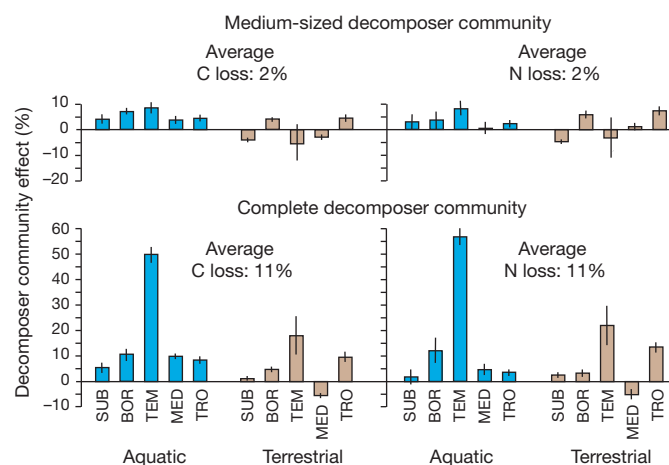 Medium-sized decomposer community
Average
C loss: 2%
Average
N loss: 2%
Decomposer community effect (%)
10
0
−10
−20
Complete decomposer community
Average
C loss: 11%
Average
N loss: 11%
60
50
40
30
20
10
0
−10
SUB
BOR
TEM
MED
TRO
SUB
BOR
TEM
MED
TRO
SUB
BOR
TEM
MED
TRO
SUB
BOR
TEM
MED
TRO
Aquatic
Terrestrial
Aquatic
Terrestrial